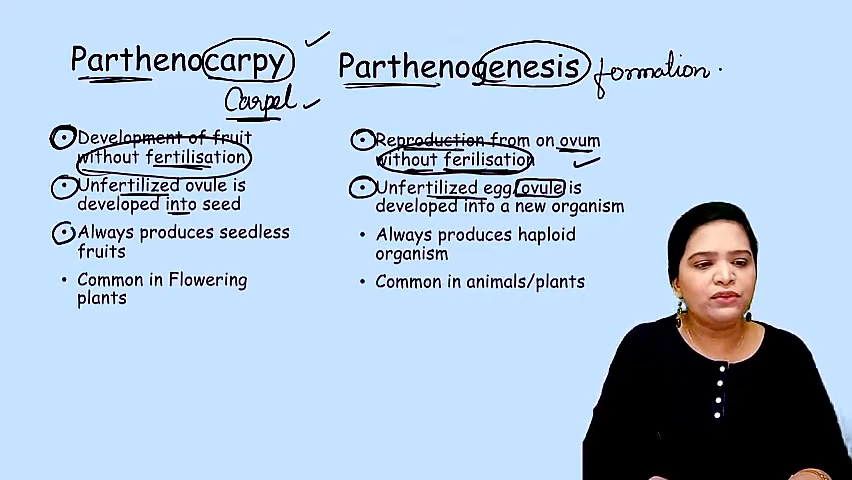 Parthenocarpy
Carpel
Development of fruit
without fertilisation
Unfertilized ovule is
developed into seed
Always produces seedless
fruits
Common in Flowering
plants
Parthenogenesis formation.
Reproduction from on ovum
without ferilisation
Unfertilized egg/ovule is
developed into a new organism
Always produces haploid
organism
Common in animals/plants